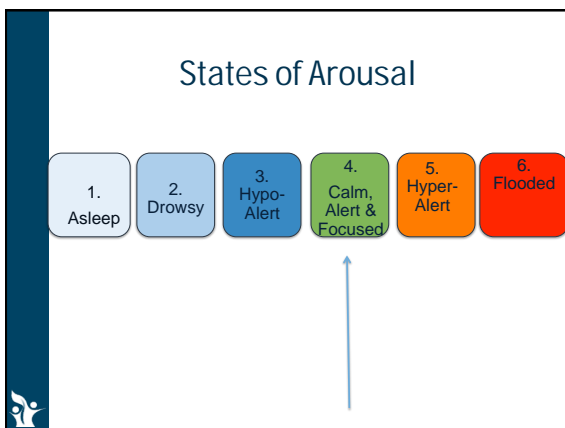 States of Arousal
1.
Asleep
2.
Drowsy
3.
Hypo-
Alert
4.
Calm,
Alert &
Focused
5.
Hyper-
Alert
6.
Flooded